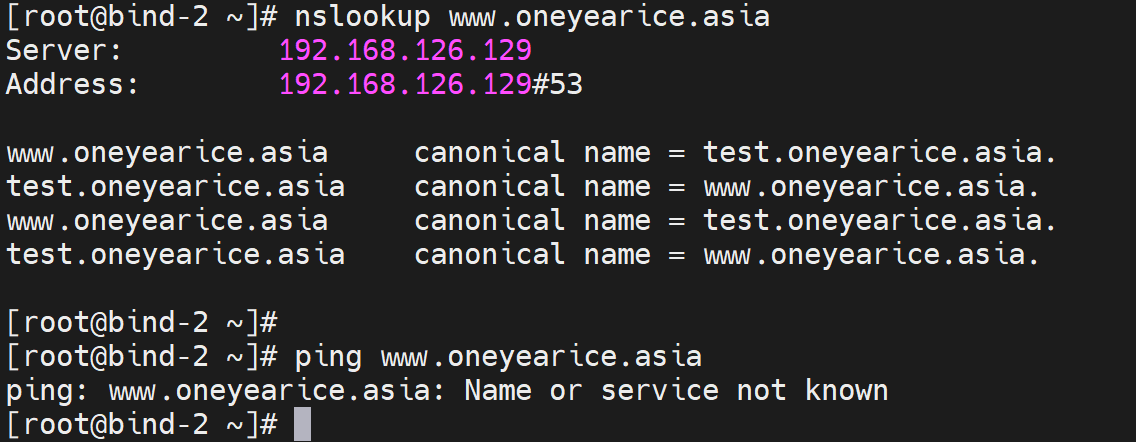 [root@bind-2 ~]# nslookup www.oneyearice.asia
Server:         192.168.126.129
Address:        192.168.126.129#53
www.oneyearice.asia     canonical name = test.oneyearice.asia.
test.oneyearice.asia    canonical name = www.oneyearice.asia.
www.oneyearice.asia     canonical name = test.oneyearice.asia.
test.oneyearice.asia    canonical name = www.oneyearice.asia.
[root@bind-2 ~]#
[root@bind-2 ~]# ping www.oneyearice.asia
ping: www.oneyearice.asia: Name or service not known
[root@bind-2 ~]#